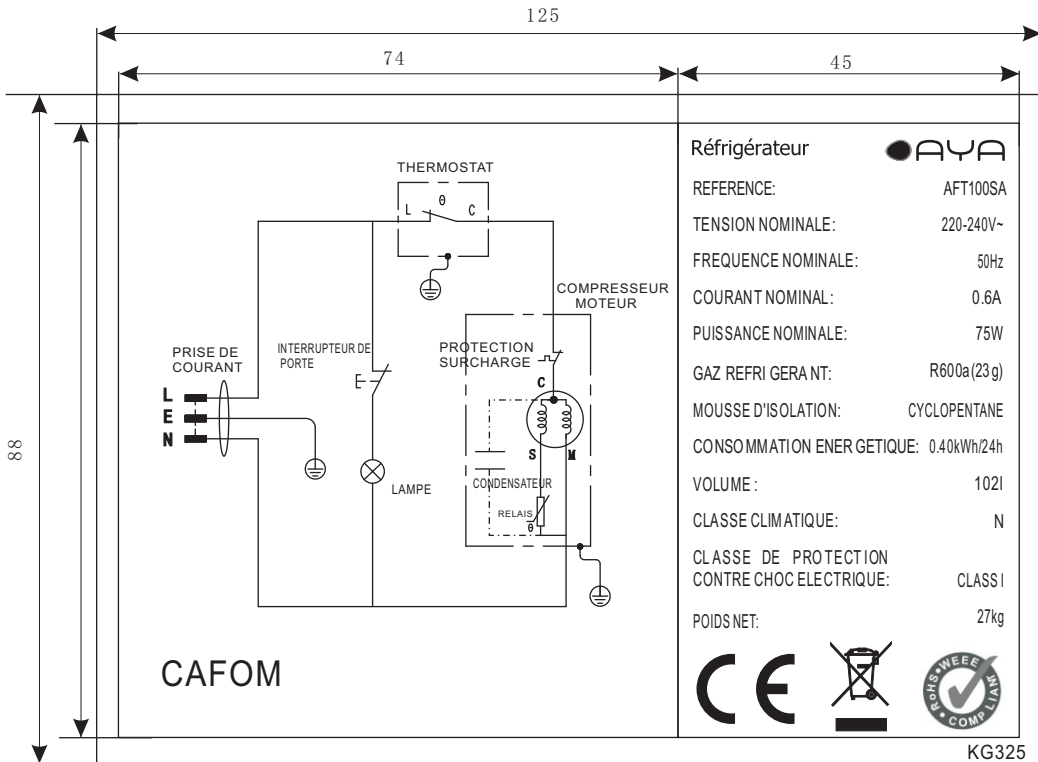 125
74
45
88
THERMOSTAT
L θ C
COMPRESSEUR
MOTEUR
PROTECTION
SURCHARGE
C
S M
CONDENSATEUR
RELAIS
θ
INTERRUPTEUR DE
PORTE
LAMPE
PRISE DE
COURANT
L
E
N
CAFOM
Réfrigérateur AYA
REFERENCE: AFT100SA
TENSION NOMINALE: 220-240V~
FREQUENCE NOMINALE: 50Hz
COURANT NOMINAL: 0.6A
PUISSANCE NOMINALE: 75W
GAZ REFRIGERANT: R600a(23g)
MOUSSE D'ISOLATION: CYCLOPENTANE
CONSOMMATION ENERGETIQUE: 0.40kWh/24h
VOLUME: 102l
CLASSE CLIMATIQUE: N
CLASSE DE PROTECTION
CONTRE CHOC ELECTRIQUE: CLASS I
POIDS NET: 27kg
CE
RoHS•WEEE
COMPLIANT
KG325